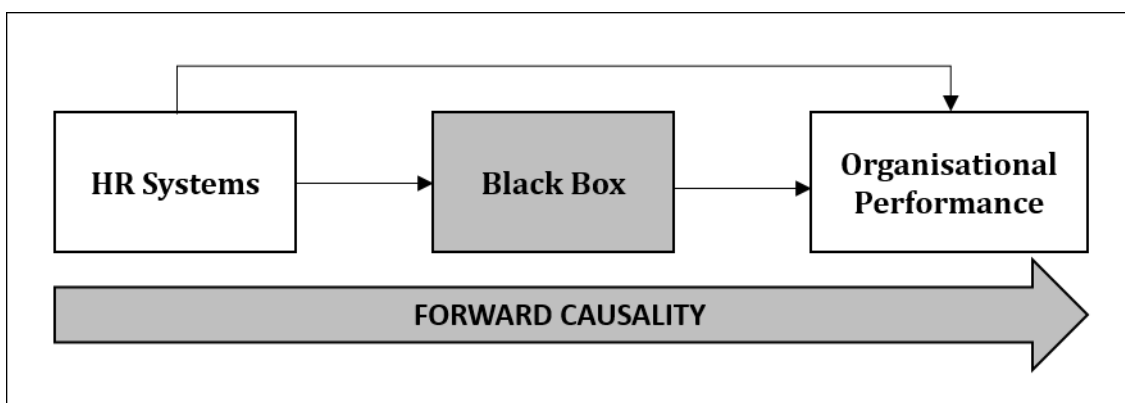 HR Systems
Black Box
Organisational
Performance
FORWARD CAUSALITY